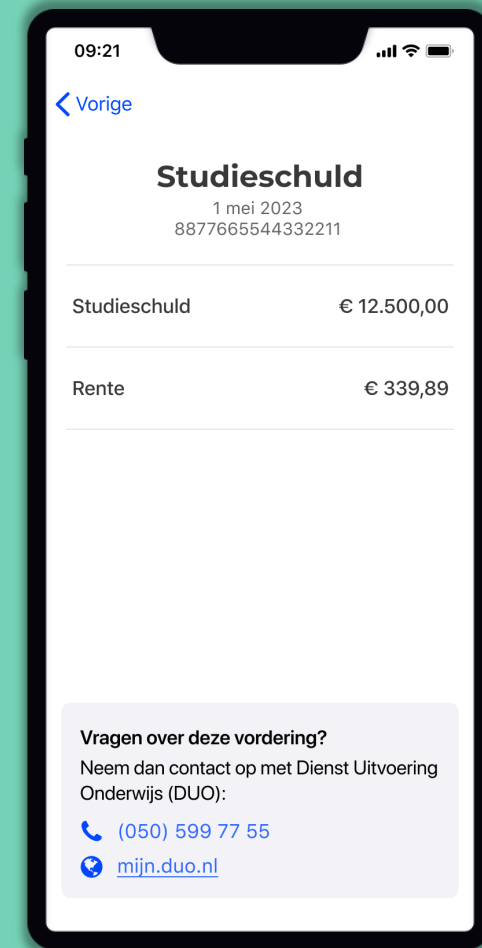 09:21
Vorige
Studieschuld
1 mei 2023
8877665544332211
Studieschuld € 12.500,00
Rente € 339,89
Vragen over deze vordering?
Neem dan contact op met Dienst Uitvoering
Onderwijs (DUO):
(050) 599 77 55
mijn.duo.nl